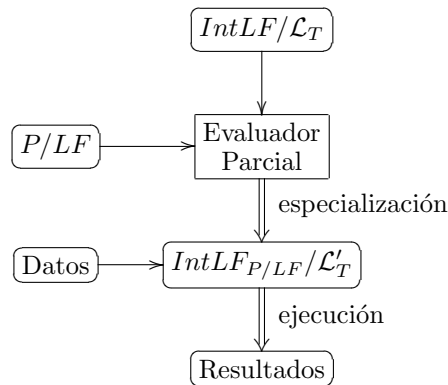 IntLF/ℒ_T
P/LF
Evaluador
Parcial
especialización
Datos
IntLF_{P/LF}/ℒ'_T
ejecución
Resultados